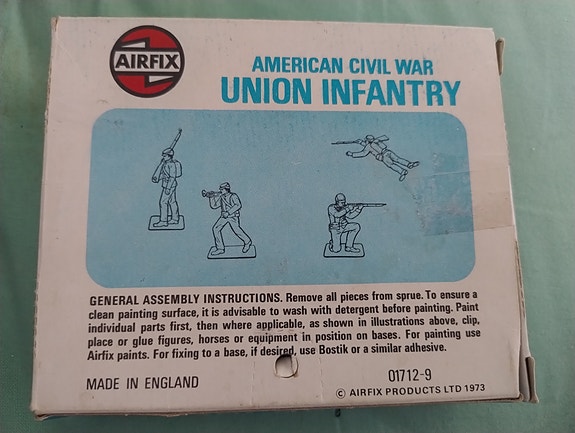 AIRFIX
AMERICAN CIVIL WAR
UNION INFANTRY
GENERAL ASSEMBLY INSTRUCTIONS. Remove all pieces from sprue. To ensure a
clean painting surface, it is advisable to wash with detergent before painting. Paint
individual parts first, then where applicable, as shown in illustrations above, clip,
place or glue figures, horses or equipment in position on bases. For painting use
Airfix paints. For fixing to a base, if desired, use Bostik or a similar adhesive.
MADE IN ENGLAND
01712-9
© AIRFIX PRODUCTS LTD 1973